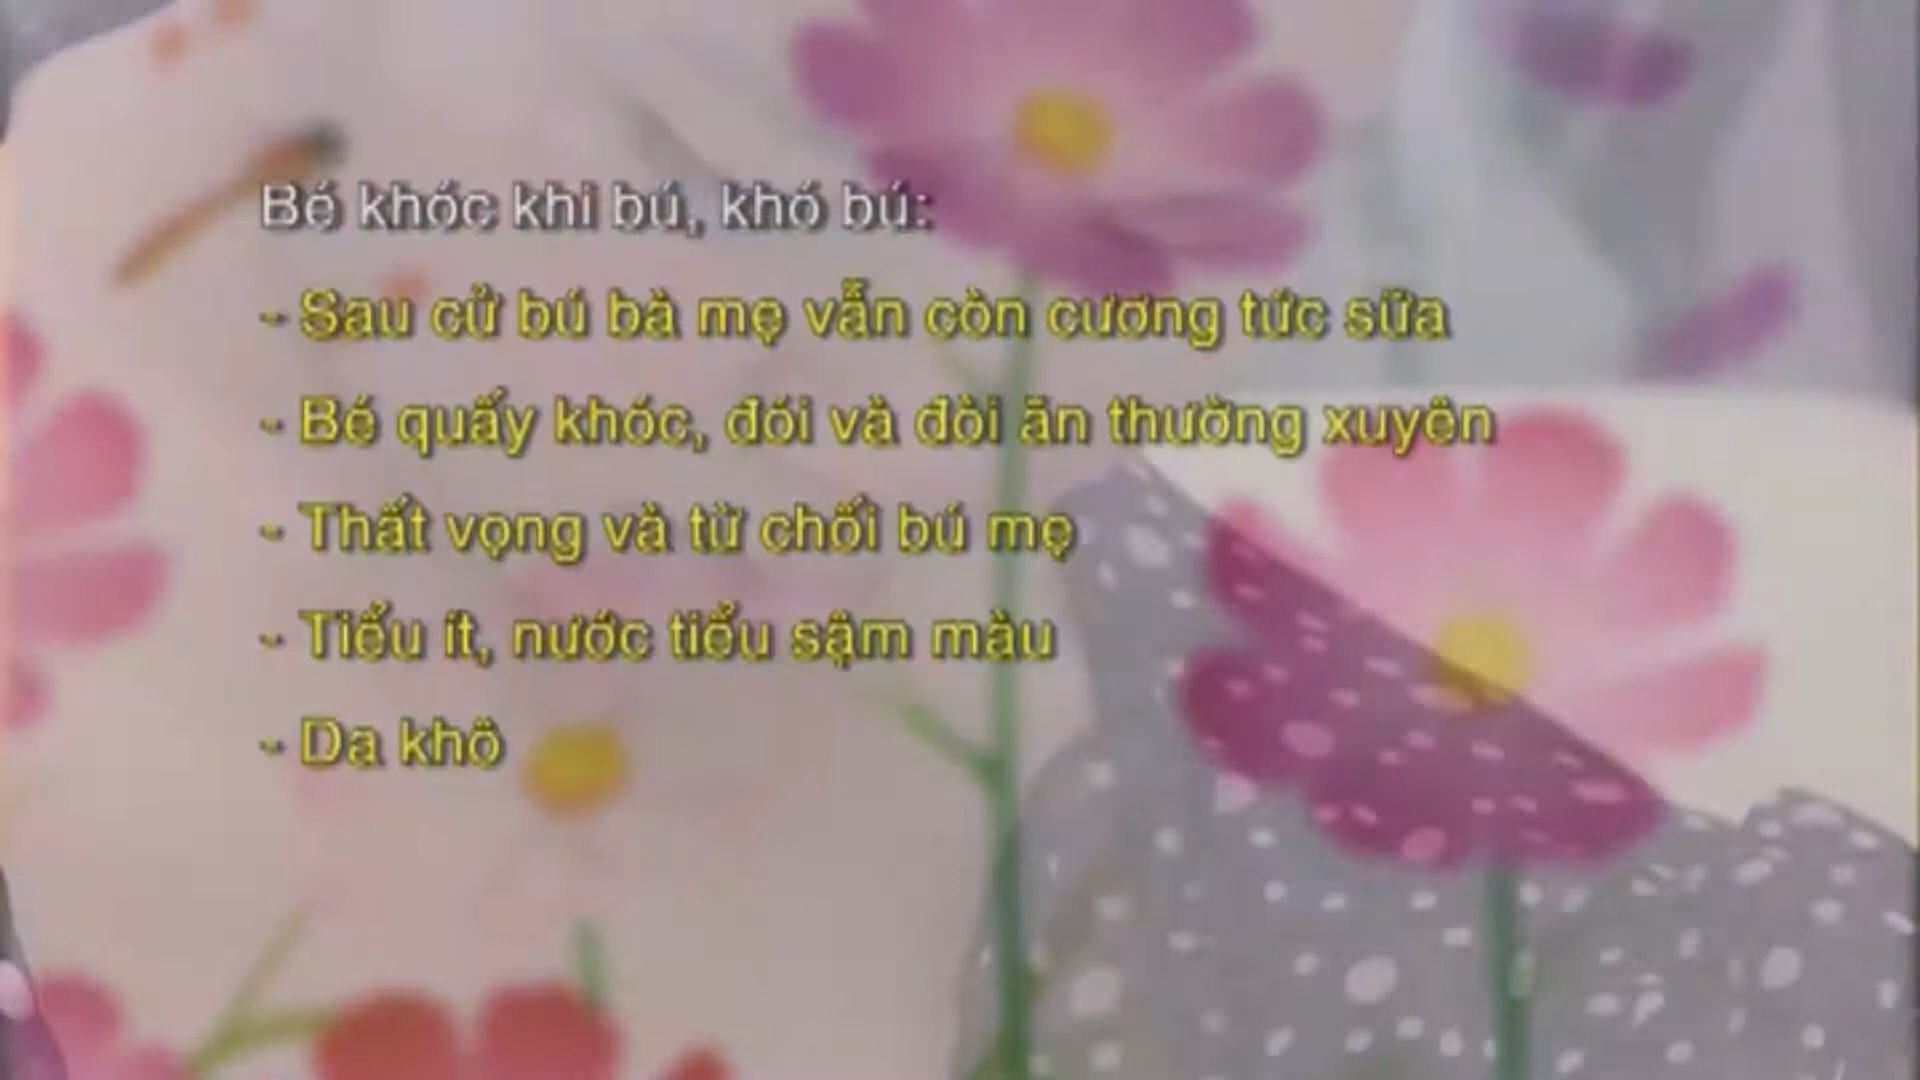 Bé khóc khi bú, khó bú:
- Sau cử bú bà mẹ vẫn còn cương tức sữa
- Bé quấy khóc, đói và đòi ăn thường xuyên
- Thất vọng và từ chối bú mẹ
- Tiểu ít, nước tiểu sậm màu
- Da khô